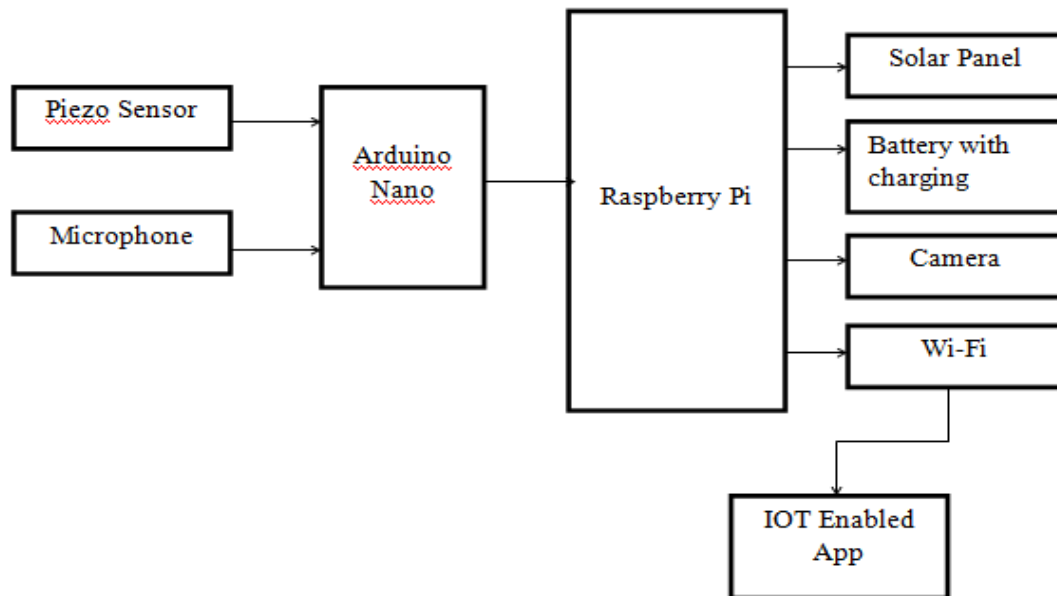 Piezo Sensor
Microphone
Arduino
Nano
Raspberry Pi
Solar Panel
Battery with
charging
Camera
Wi-Fi
IOT Enabled
App